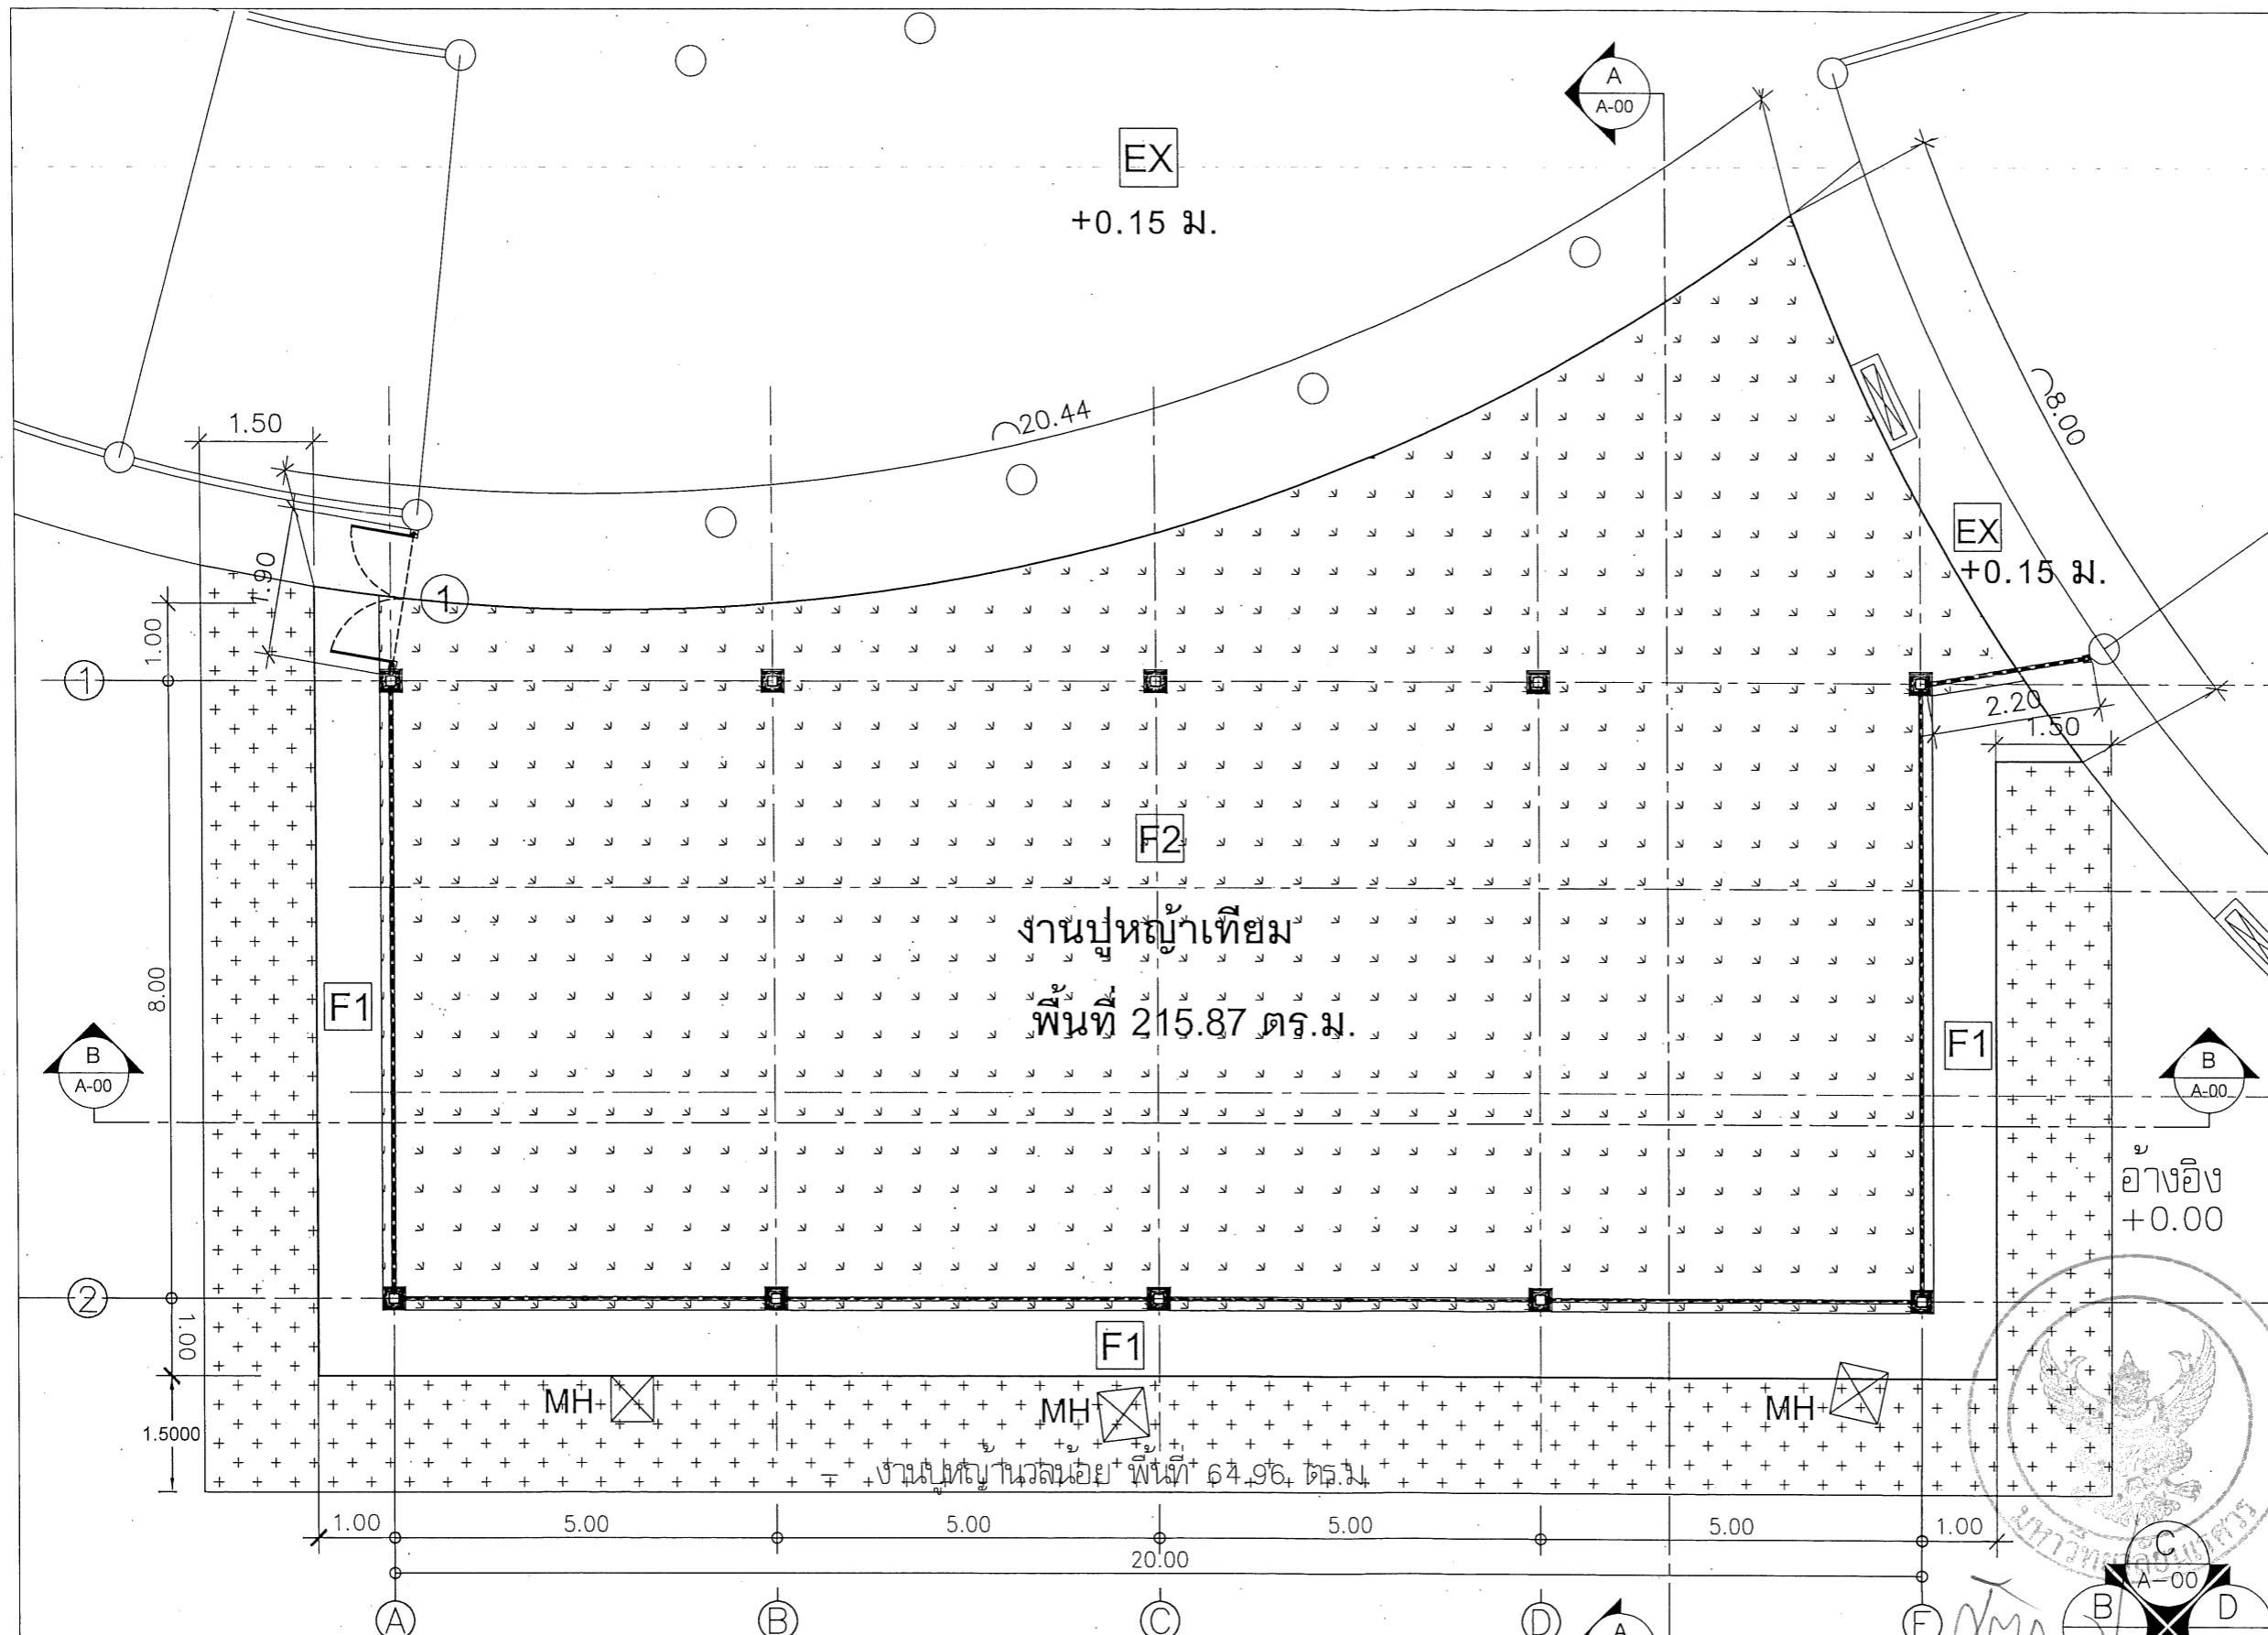 A
A-00
EX
+0.15 ม.
1.50
⌒20.44
⌒8.00
EX
+0.15 ม.
1.90
1
1.00
1
2.20
1.50
F2
งานปูหญ้าเทียม
พื้นที่ 215.87 ตร.ม.
8.00
F1
F1
B
A-00
B
A-00
อ้างอิง
+0.00
2
1.00
F1
MH
MH
MH
1.5000
งานปูหญ้านวลน้อย พื้นที่ 64.96 ตร.ม.
1.00
5.00
5.00
5.00
5.00
1.00
20.00
A
B
C
D
E
A
C
A-00
B
D